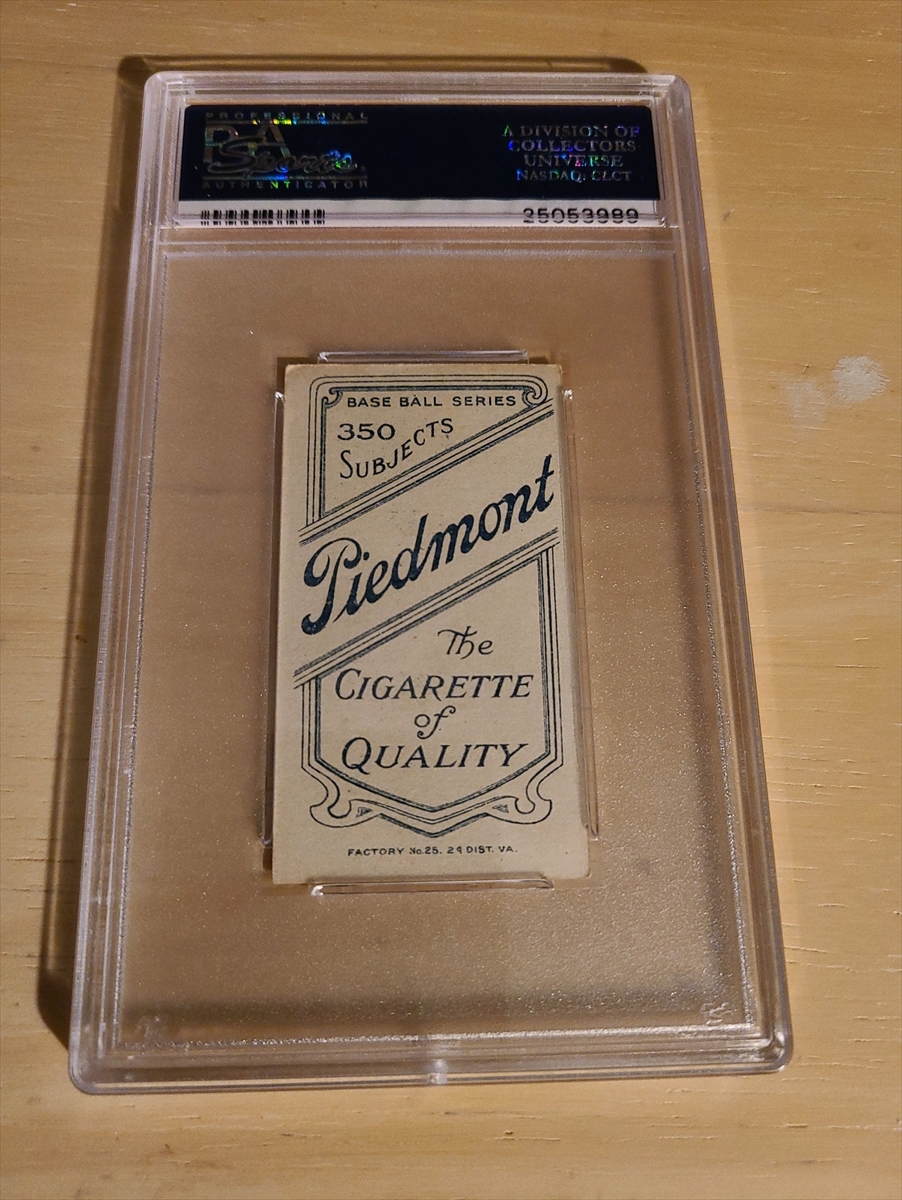 PROFESSIONAL
PSA
Sports
AUTHENTICATOR
A DIVISION OF
COLLECTORS
UNIVERSE
NASDAQ: CLCT
25053989
BASE BALL SERIES
350
SUBJECTS
Piedmont
The
CIGARETTE
of
QUALITY
FACTORY No. 25. 2d DIST. VA.